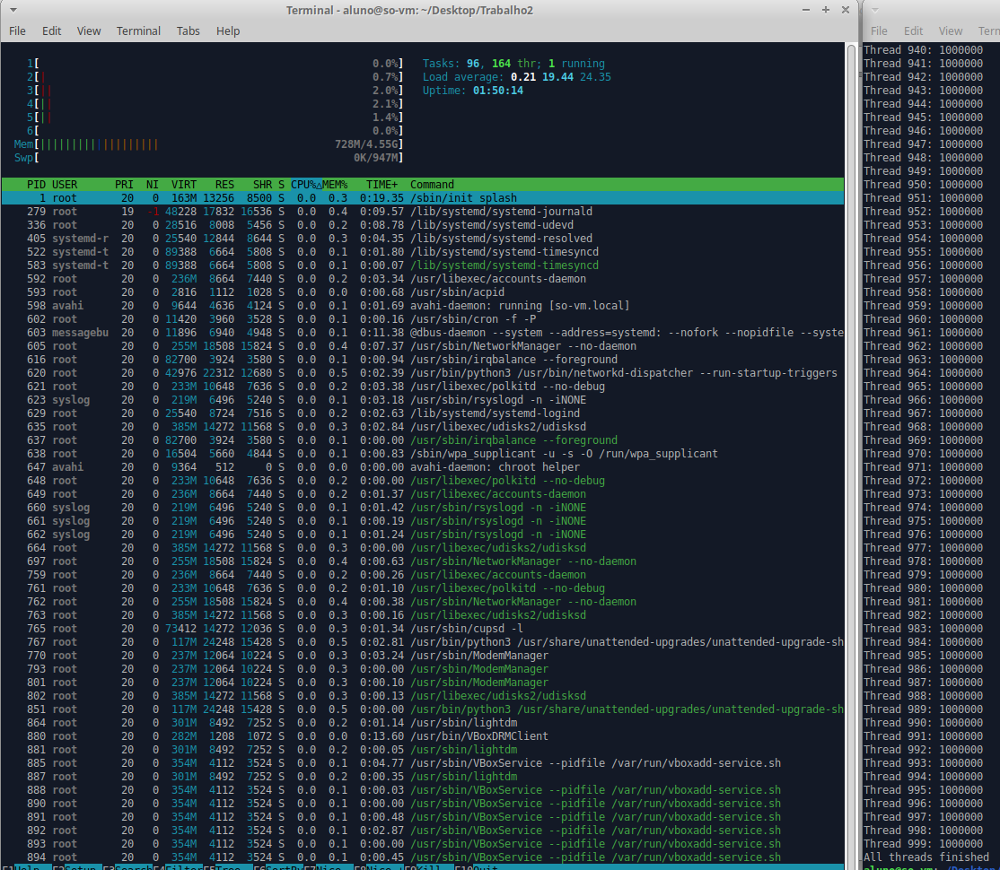 Terminal - aluno@so-vm: ~/Desktop/Trabalho2
File Edit View Terminal Tabs Help
1[ 0.0%] Tasks: 96, 164 thr; 1 running
2[| 0.7%] Load average: 0.21 19.44 24.35
3[|| 2.0%] Uptime: 01:50:14
4[|| 2.1%]
5[|| 1.4%]
6[ 0.0%]
Mem[||||||||||||||||||| 728M/4.55G]
Swp[ 0K/947M]
PID USER PRI NI VIRT RES SHR S CPU%△MEM% TIME+ Command
1 root 20 0 163M 13256 8500 S 0.0 0.3 0:19.35 /sbin/init splash
279 root 19 -1 48228 17832 16536 S 0.0 0.4 0:09.57 /lib/systemd/systemd-journald
336 root 20 0 28516 8008 5456 S 0.0 0.2 0:08.78 /lib/systemd/systemd-udevd
405 systemd-r 20 0 25540 12844 8644 S 0.0 0.3 0:04.35 /lib/systemd/systemd-resolved
522 systemd-t 20 0 89388 6664 5808 S 0.0 0.1 0:01.80 /lib/systemd/systemd-timesyncd
583 systemd-t 20 0 89388 6664 5808 S 0.0 0.1 0:00.07 /lib/systemd/systemd-timesyncd
592 root 20 0 236M 8664 7440 S 0.0 0.2 0:03.34 /usr/libexec/accounts-daemon
593 root 20 0 2816 1112 1028 S 0.0 0.0 0:00.68 /usr/sbin/acpid
598 avahi 20 0 9644 4636 4124 S 0.0 0.1 0:01.69 avahi-daemon: running [so-vm.local]
602 root 20 0 11420 3960 3528 S 0.0 0.1 0:00.16 /usr/sbin/cron -f -P
603 messagebu 20 0 11896 6940 4948 S 0.0 0.1 0:11.38 @dbus-daemon --system --address=systemd: --nofork --nopidfile --syste
605 root 20 0 255M 18508 15824 S 0.0 0.4 0:07.37 /usr/sbin/NetworkManager --no-daemon
616 root 20 0 82700 3924 3580 S 0.0 0.1 0:00.94 /usr/sbin/irqbalance --foreground
620 root 20 0 42976 22312 12680 S 0.0 0.5 0:02.39 /usr/bin/python3 /usr/bin/networkd-dispatcher --run-startup-triggers
621 root 20 0 233M 10648 7636 S 0.0 0.2 0:03.38 /usr/libexec/polkitd --no-debug
623 syslog 20 0 219M 6496 5240 S 0.0 0.1 0:03.18 /usr/sbin/rsyslogd -n -iNONE
629 root 20 0 25540 8724 7516 S 0.0 0.2 0:02.63 /lib/systemd/systemd-logind
635 root 20 0 385M 14272 11568 S 0.0 0.3 0:02.84 /usr/libexec/udisks2/udisksd
637 root 20 0 82700 3924 3580 S 0.0 0.1 0:00.00 /usr/sbin/irqbalance --foreground
638 root 20 0 16504 5660 4844 S 0.0 0.1 0:00.83 /sbin/wpa_supplicant -u -s -O /run/wpa_supplicant
647 avahi 20 0 9364 512 0 S 0.0 0.0 0:00.00 avahi-daemon: chroot helper
648 root 20 0 233M 10648 7636 S 0.0 0.2 0:00.00 /usr/libexec/polkitd --no-debug
649 root 20 0 236M 8664 7440 S 0.0 0.2 0:01.37 /usr/libexec/accounts-daemon
660 syslog 20 0 219M 6496 5240 S 0.0 0.1 0:01.42 /usr/sbin/rsyslogd -n -iNONE
661 syslog 20 0 219M 6496 5240 S 0.0 0.1 0:00.19 /usr/sbin/rsyslogd -n -iNONE
662 syslog 20 0 219M 6496 5240 S 0.0 0.1 0:01.24 /usr/sbin/rsyslogd -n -iNONE
664 root 20 0 385M 14272 11568 S 0.0 0.3 0:00.00 /usr/libexec/udisks2/udisksd
697 root 20 0 255M 18508 15824 S 0.0 0.4 0:00.63 /usr/sbin/NetworkManager --no-daemon
759 root 20 0 236M 8664 7440 S 0.0 0.2 0:00.26 /usr/libexec/accounts-daemon
761 root 20 0 233M 10648 7636 S 0.0 0.2 0:01.10 /usr/libexec/polkitd --no-debug
762 root 20 0 255M 18508 15824 S 0.0 0.4 0:00.38 /usr/sbin/NetworkManager --no-daemon
763 root 20 0 385M 14272 11568 S 0.0 0.3 0:00.16 /usr/libexec/udisks2/udisksd
765 root 20 0 73412 14272 12036 S 0.0 0.3 0:01.34 /usr/sbin/cupsd -l
767 root 20 0 117M 24248 15428 S 0.0 0.5 0:02.81 /usr/bin/python3 /usr/share/unattended-upgrades/unattended-upgrade-sh
770 root 20 0 237M 12064 10224 S 0.0 0.3 0:03.24 /usr/sbin/ModemManager
793 root 20 0 237M 12064 10224 S 0.0 0.3 0:00.00 /usr/sbin/ModemManager
801 root 20 0 237M 12064 10224 S 0.0 0.3 0:00.10 /usr/sbin/ModemManager
802 root 20 0 385M 14272 11568 S 0.0 0.3 0:00.13 /usr/libexec/udisks2/udisksd
851 root 20 0 117M 24248 15428 S 0.0 0.5 0:00.00 /usr/bin/python3 /usr/share/unattended-upgrades/unattended-upgrade-sh
864 root 20 0 301M 8492 7252 S 0.0 0.2 0:01.14 /usr/sbin/lightdm
880 root 20 0 282M 1208 1072 S 0.0 0.0 0:13.60 /usr/bin/VBoxDRMClient
881 root 20 0 301M 8492 7252 S 0.0 0.2 0:00.05 /usr/sbin/lightdm
885 root 20 0 354M 4112 3524 S 0.0 0.1 0:04.77 /usr/sbin/VBoxService --pidfile /var/run/vboxadd-service.sh
887 root 20 0 301M 8492 7252 S 0.0 0.2 0:00.35 /usr/sbin/lightdm
888 root 20 0 354M 4112 3524 S 0.0 0.1 0:00.03 /usr/sbin/VBoxService --pidfile /var/run/vboxadd-service.sh
890 root 20 0 354M 4112 3524 S 0.0 0.1 0:00.00 /usr/sbin/VBoxService --pidfile /var/run/vboxadd-service.sh
891 root 20 0 354M 4112 3524 S 0.0 0.1 0:00.48 /usr/sbin/VBoxService --pidfile /var/run/vboxadd-service.sh
892 root 20 0 354M 4112 3524 S 0.0 0.1 0:02.87 /usr/sbin/VBoxService --pidfile /var/run/vboxadd-service.sh
893 root 20 0 354M 4112 3524 S 0.0 0.1 0:00.00 /usr/sbin/VBoxService --pidfile /var/run/vboxadd-service.sh
894 root 20 0 354M 4112 3524 S 0.0 0.1 0:00.45 /usr/sbin/VBoxService --pidfile /var/run/vboxadd-service.sh
F1Help F2Setup F3Search F4Filter F5Tree F6SortBy F7Nice - F8Nice + F9Kill F10Quit
File Edit View Term
Thread 940: 1000000
Thread 941: 1000000
Thread 942: 1000000
Thread 943: 1000000
Thread 944: 1000000
Thread 945: 1000000
Thread 946: 1000000
Thread 947: 1000000
Thread 948: 1000000
Thread 949: 1000000
Thread 950: 1000000
Thread 951: 1000000
Thread 952: 1000000
Thread 953: 1000000
Thread 954: 1000000
Thread 955: 1000000
Thread 956: 1000000
Thread 957: 1000000
Thread 958: 1000000
Thread 959: 1000000
Thread 960: 1000000
Thread 961: 1000000
Thread 962: 1000000
Thread 963: 1000000
Thread 964: 1000000
Thread 965: 1000000
Thread 966: 1000000
Thread 967: 1000000
Thread 968: 1000000
Thread 969: 1000000
Thread 970: 1000000
Thread 971: 1000000
Thread 972: 1000000
Thread 973: 1000000
Thread 974: 1000000
Thread 975: 1000000
Thread 976: 1000000
Thread 977: 1000000
Thread 978: 1000000
Thread 979: 1000000
Thread 980: 1000000
Thread 981: 1000000
Thread 982: 1000000
Thread 983: 1000000
Thread 984: 1000000
Thread 985: 1000000
Thread 986: 1000000
Thread 987: 1000000
Thread 988: 1000000
Thread 989: 1000000
Thread 990: 1000000
Thread 991: 1000000
Thread 992: 1000000
Thread 993: 1000000
Thread 994: 1000000
Thread 995: 1000000
Thread 996: 1000000
Thread 997: 1000000
Thread 998: 1000000
Thread 999: 1000000
All threads finished
aluno@so-vm:~/Desktop